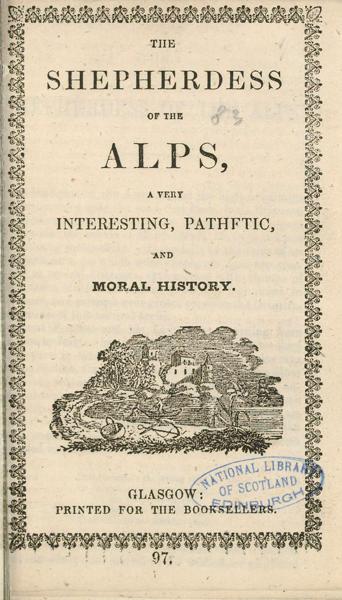 THE
SHEPHERDESS
OF THE
83
ALPS,
A VERY
INTERESTING, PATHFTIC,
AND
MORAL HISTORY.
NATIONAL LIBRARY
OF SCOTLAND
EDINBURGH
GLASGOW:
PRINTED FOR THE BOOKSELLERS.
97.